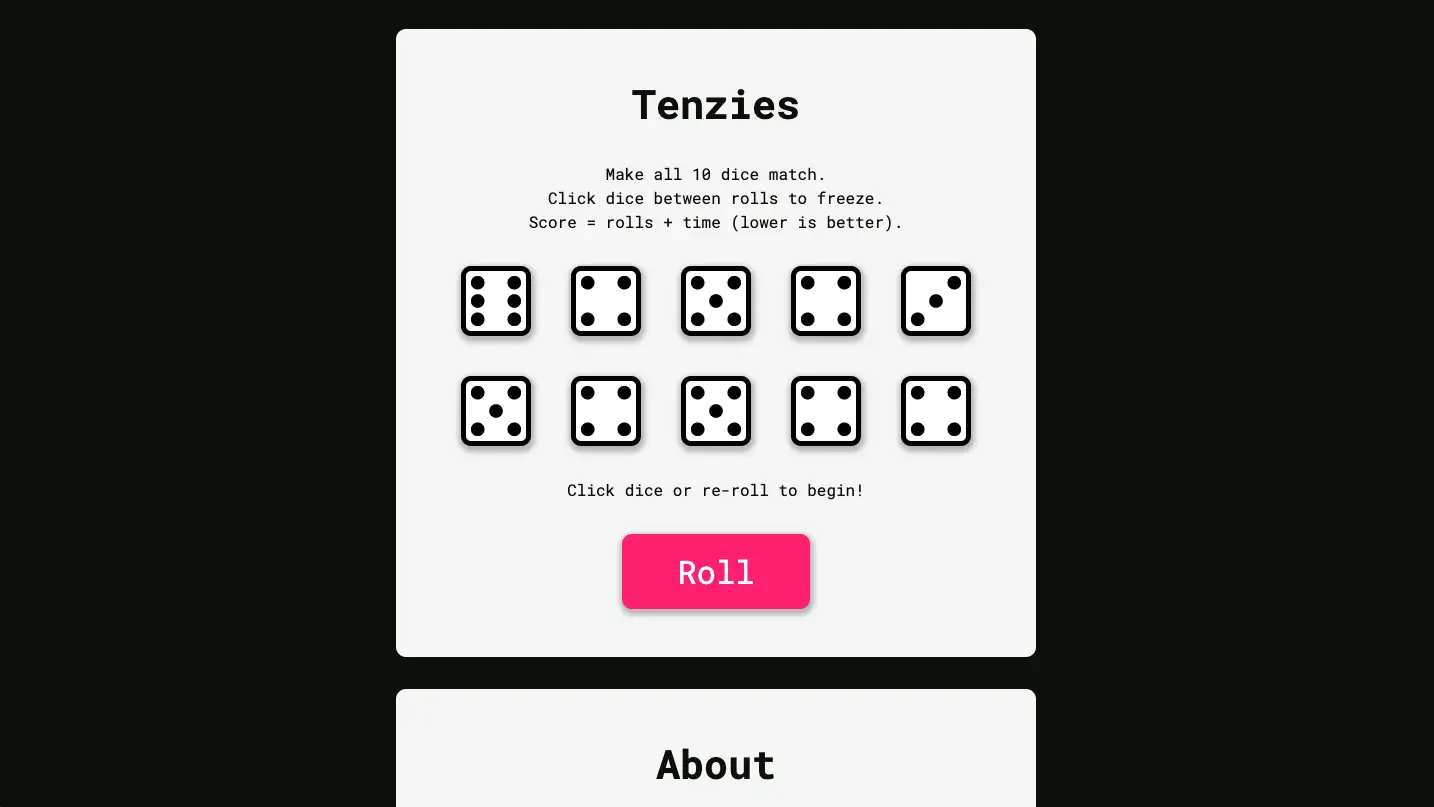 Tenzies
Make all 10 dice match.
Click dice between rolls to freeze.
Score = rolls + time (lower is better).
Click dice or re-roll to begin!
Roll
About